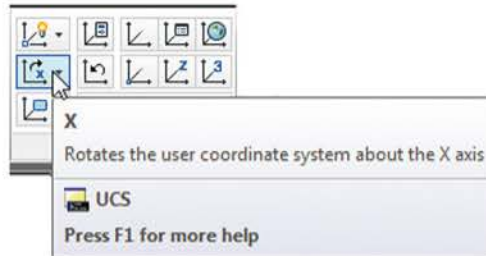 X
Rotates the user coordinate system about the X axis
UCS
Press F1 for more help